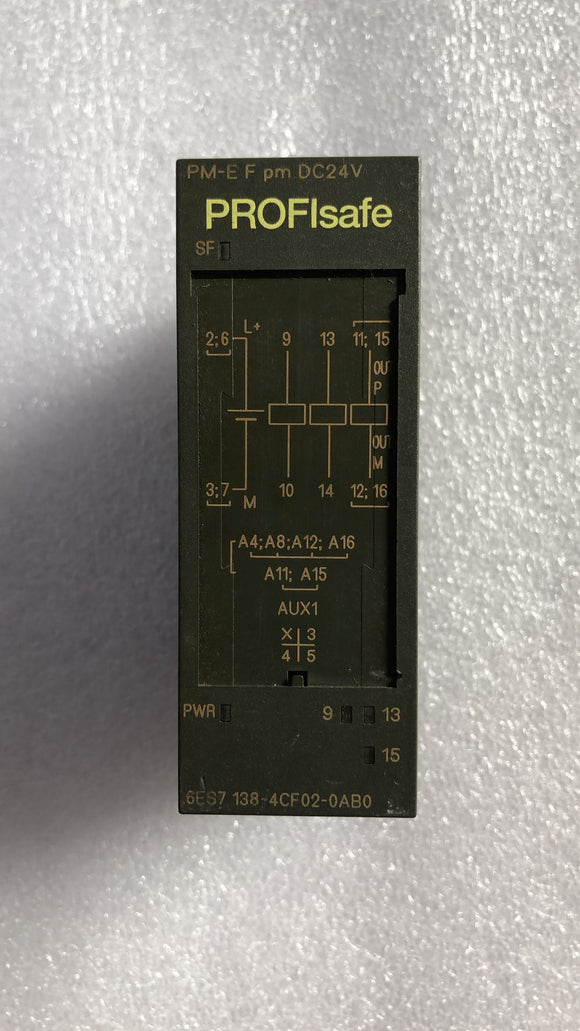 PM-E F pm DC24V
PROFIsafe
SF
L+
2;6 9 13 11; 15
OUT
P
OUT
M
3;7 M 10 14 12; 16
A4;A8;A12; A16
A11; A15
AUX1
X 3
4 5
PWR 9 13
15
6ES7 138-4CF02-0AB0